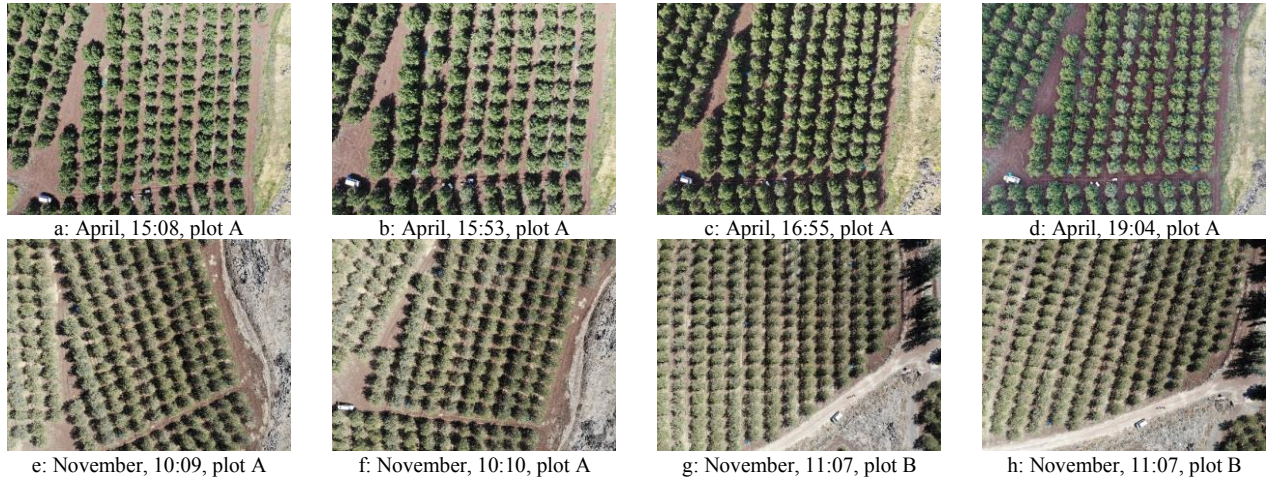 a: April, 15:08, plot A
b: April, 15:53, plot A
c: April, 16:55, plot A
d: April, 19:04, plot A
e: November, 10:09, plot A
f: November, 10:10, plot A
g: November, 11:07, plot B
h: November, 11:07, plot B